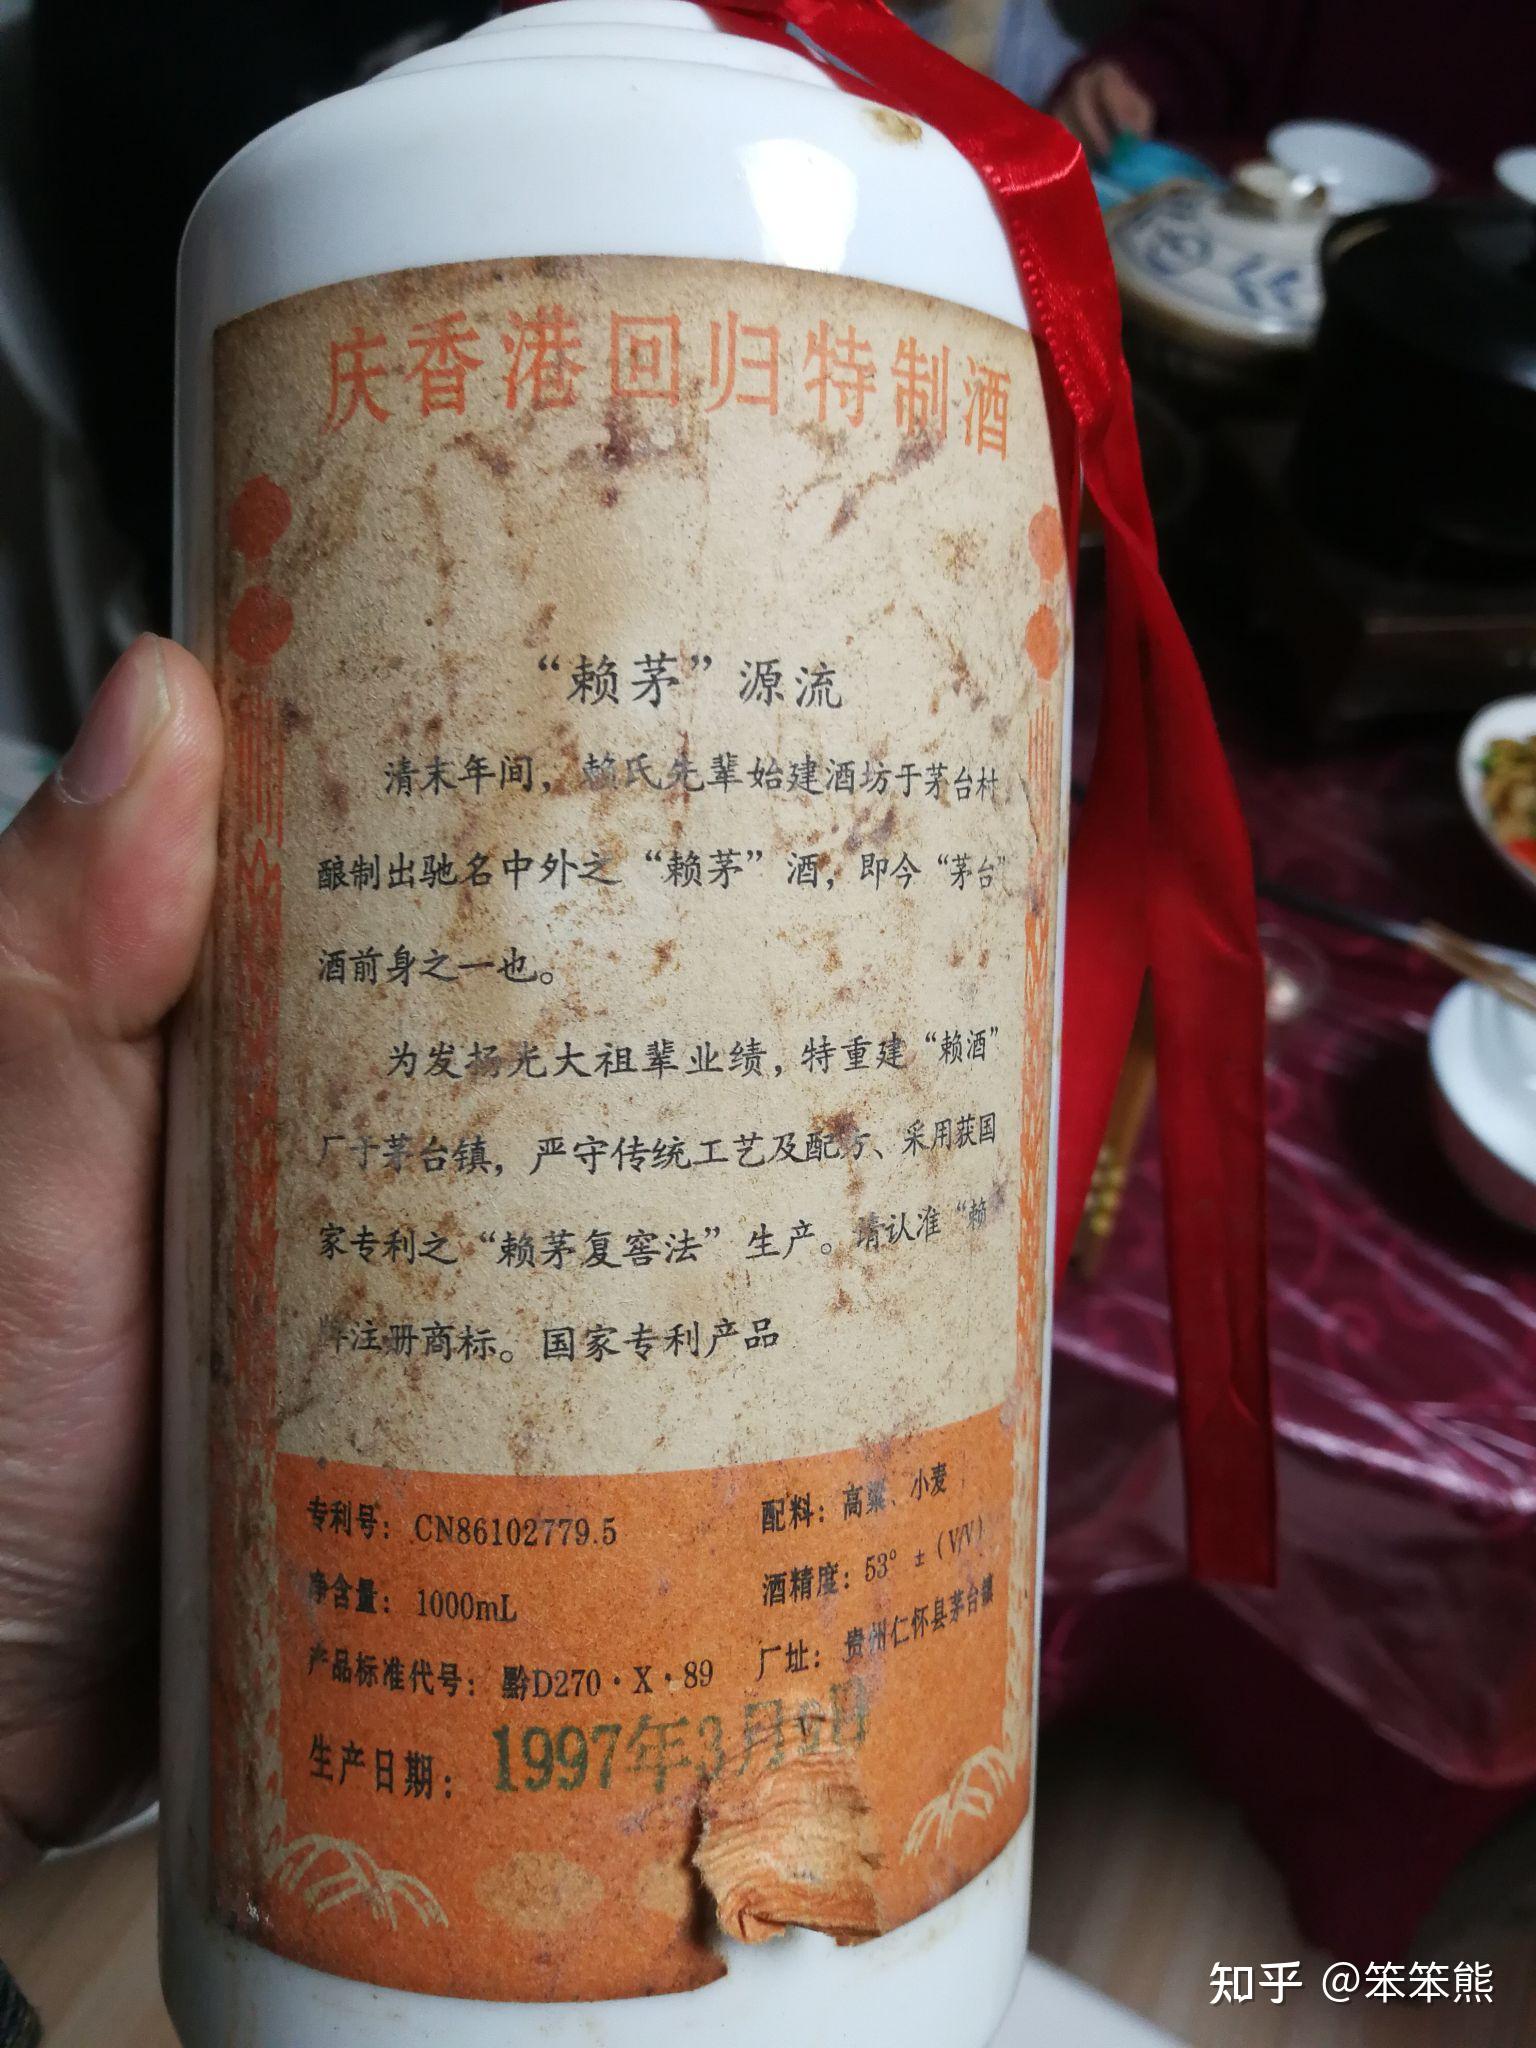 庆香港回归特制酒
“赖茅”源流
清末年间，赖氏先辈始建酒坊于茅台村
酿制出驰名中外之“赖茅”酒，即今“茅台”
酒前身之一也。
为发扬光大祖辈业绩，特重建“赖酒”
厂于茅台镇，严守传统工艺及配方、采用获国
家专利之“赖茅复窖法”生产。请认准“赖
牌注册商标。国家专利产品
专利号：CN86102779.5
净含量：1000mL
产品标准代号：黔D270·X·89
配料：高粱、小麦
酒精度：53°±(V/V)
厂址：贵州仁怀县茅台镇
生产日期：1997年3月 日
知乎 @笨笨熊